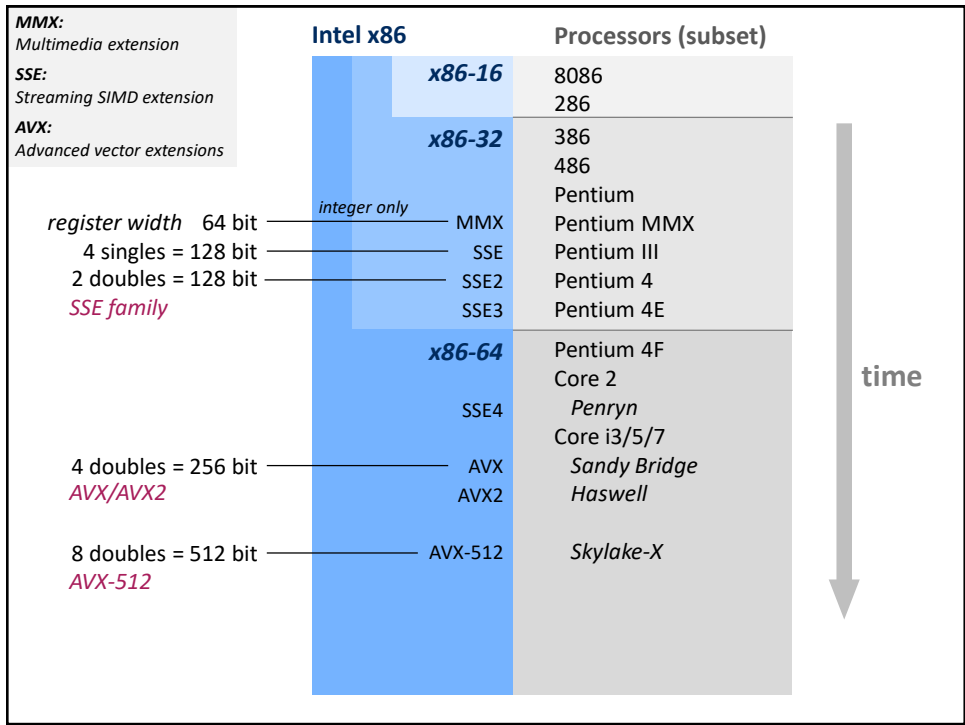 MMX:
Multimedia extension
SSE:
Streaming SIMD extension
AVX:
Advanced vector extensions
Intel x86
Processors (subset)
x86-16
8086
286
x86-32
386
486
Pentium
integer only
register width 64 bit
MMX
Pentium MMX
4 singles = 128 bit
SSE
Pentium III
2 doubles = 128 bit
SSE2
Pentium 4
SSE family
SSE3
Pentium 4E
x86-64
Pentium 4F
Core 2
time
SSE4
Penryn
Core i3/5/7
4 doubles = 256 bit
AVX
Sandy Bridge
AVX/AVX2
AVX2
Haswell
8 doubles = 512 bit
AVX-512
Skylake-X
AVX-512